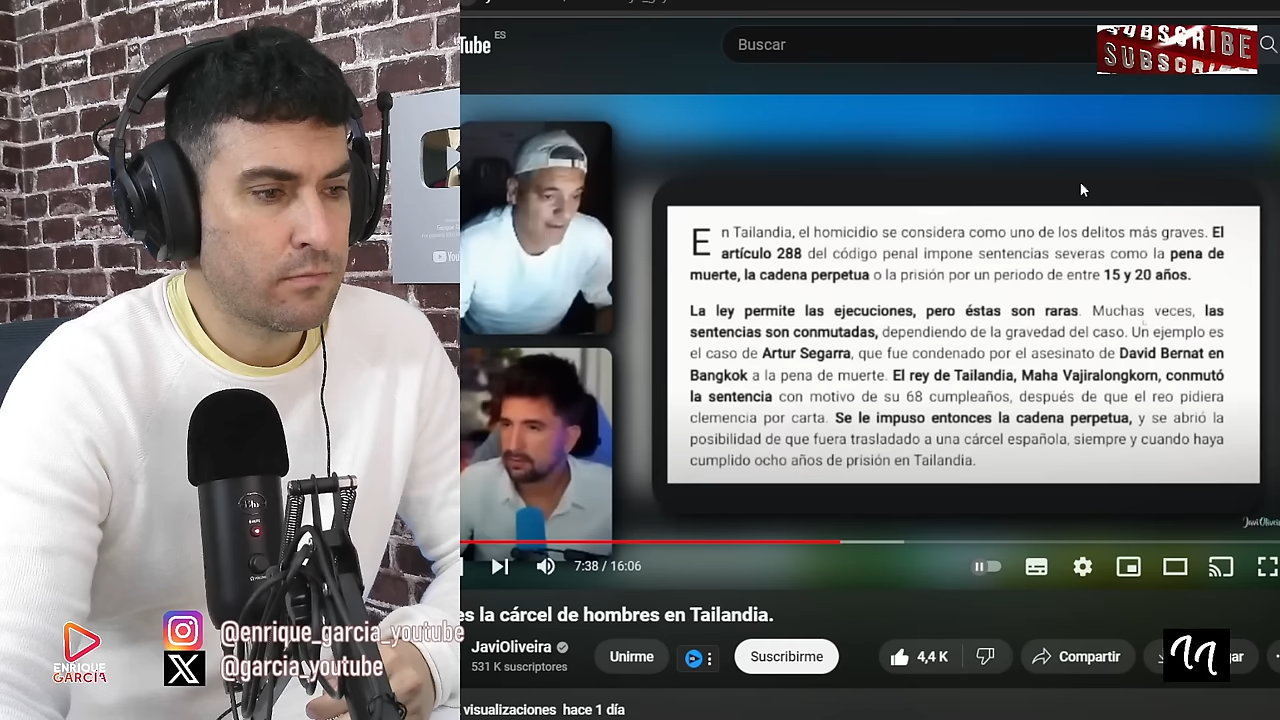 Tube ES
Buscar
SUBSCRIBE
SUBSCRIBE
En Tailandia, el homicidio se considera como uno de los delitos más graves. El
artículo 288 del código penal impone sentencias severas como la pena de
muerte, la cadena perpetua o la prisión por un periodo de entre 15 y 20 años.
La ley permite las ejecuciones, pero éstas son raras. Muchas veces, las
sentencias son conmutadas, dependiendo de la gravedad del caso. Un ejemplo es
el caso de Artur Segarra, que fue condenado por el asesinato de David Bernat en
Bangkok a la pena de muerte. El rey de Tailandia, Maha Vajiralongkorn, conmutó
la sentencia con motivo de su 68 cumpleaños, después de que el reo pidiera
clemencia por carta. Se le impuso entonces la cadena perpetua, y se abrió la
posibilidad de que fuera trasladado a una cárcel española, siempre y cuando haya
cumplido ocho años de prisión en Tailandia.
JaviOliveira
7:38 / 16:06
es la cárcel de hombres en Tailandia.
JaviOliveira
531 K suscriptores
Unirme
Suscribirme
4,4 K
Compartir
gar
visualizaciones hace 1 día
You
@enrique_garcia_youtube
@garcia_youtube
ENRIQUE
GARCIA